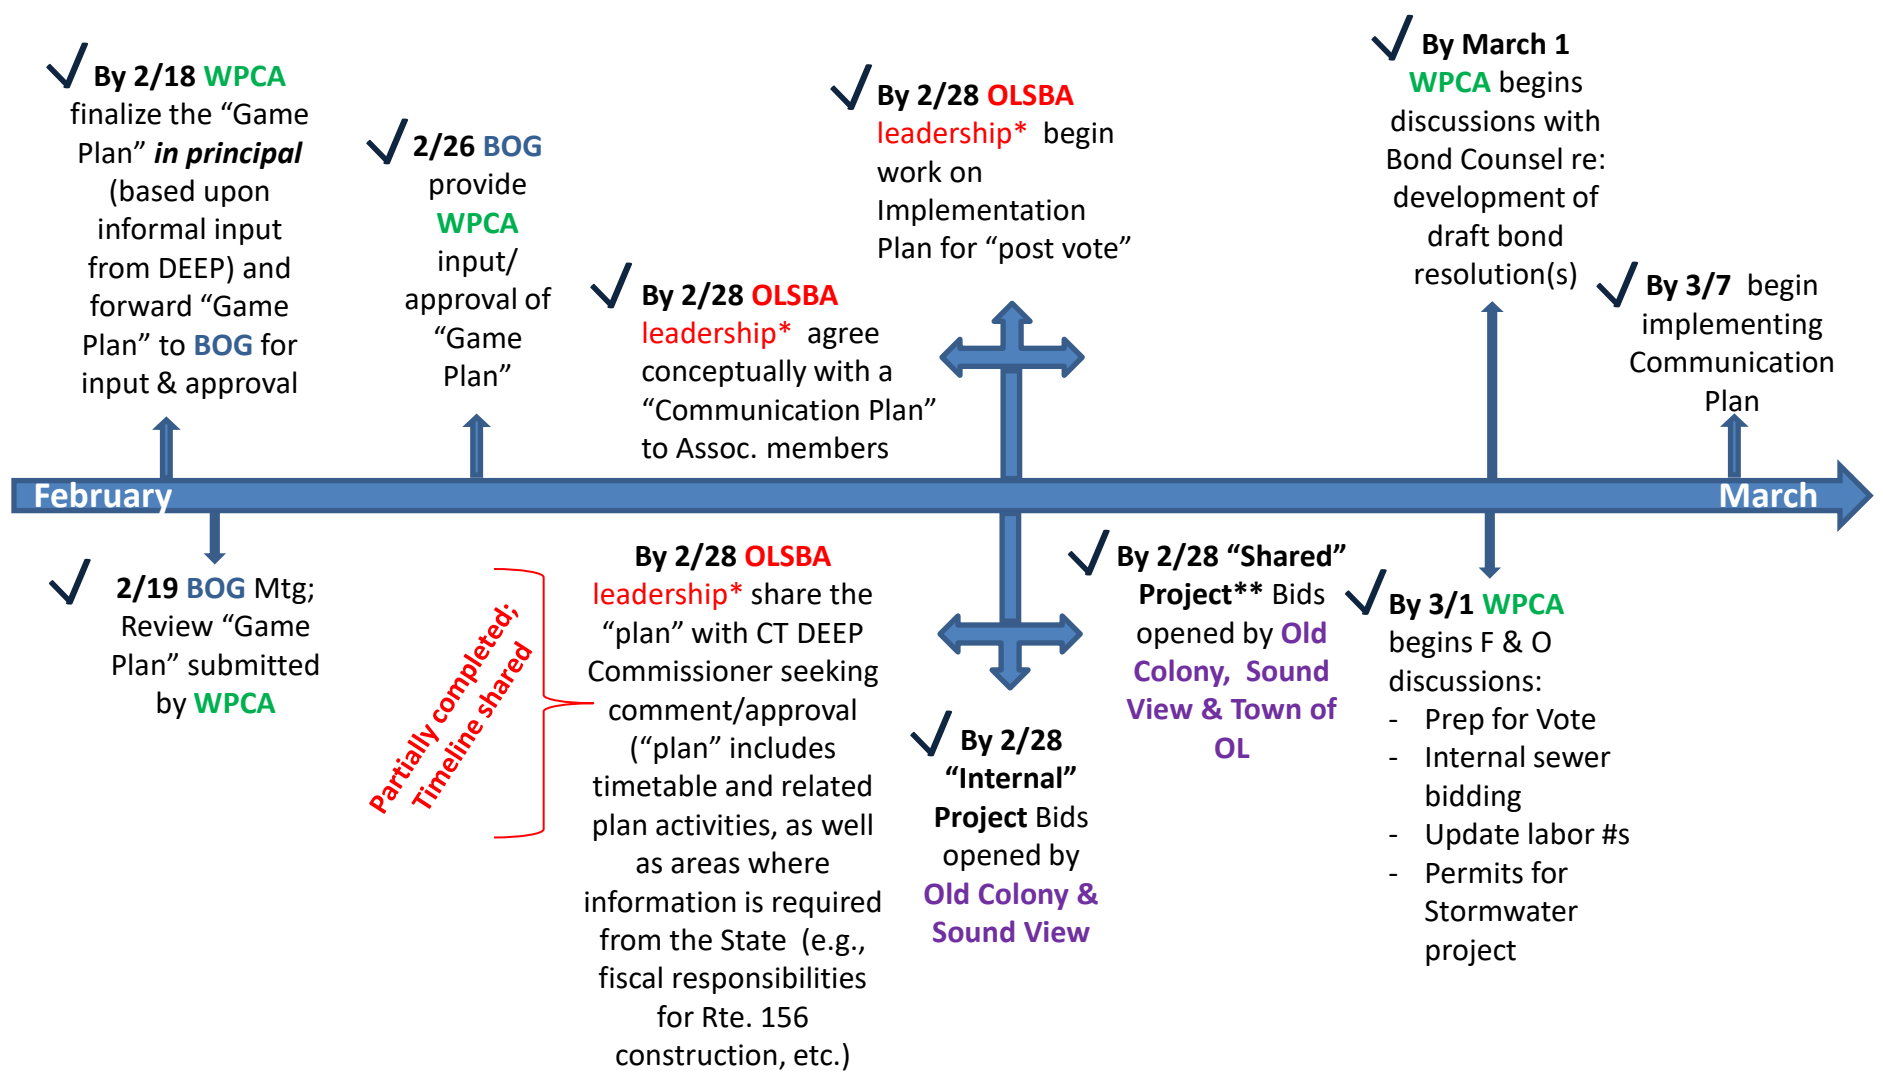 By 2/18 WPCA
finalize the “Game
Plan” in principal
(based upon
informal input
from DEEP) and
forward “Game
Plan” to BOG for
input & approval
2/26 BOG
provide
WPCA
input/
approval of
“Game
Plan”
By 2/28 OLSBA
leadership* agree
conceptually with a
“Communication Plan”
to Assoc. members
By 2/28 OLSBA
leadership* begin
work on
Implementation
Plan for “post vote”
By March 1
WPCA begins
discussions with
Bond Counsel re:
development of
draft bond
resolution(s)
By 3/7 begin
implementing
Communication
Plan
February
March
2/19 BOG Mtg;
Review “Game
Plan” submitted
by WPCA
Partially completed;
Timeline shared
By 2/28 OLSBA
leadership* share the
“plan” with CT DEEP
Commissioner seeking
comment/approval
(“plan” includes
timetable and related
plan activities, as well
as areas where
information is required
from the State (e.g.,
fiscal responsibilities
for Rte. 156
construction, etc.)
By 2/28
“Internal”
Project Bids
opened by
Old Colony &
Sound View
By 2/28 “Shared”
Project** Bids
opened by Old
Colony, Sound
View & Town of
OL
By 3/1 WPCA
begins F & O
discussions:
- Prep for Vote
- Internal sewer
bidding
- Update labor #s
- Permits for
Stormwater
project